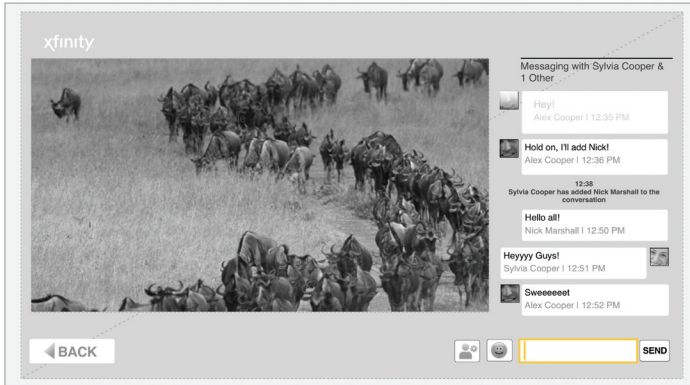 xfinity
Messaging with Sylvia Cooper &
1 Other
Hey!
Alex Cooper | 12:35 PM
Hold on, I'll add Nick!
Alex Cooper | 12:36 PM
12:38
Sylvia Cooper has added Nick Marshall to the
conversation
Hello all!
Nick Marshall | 12:50 PM
Heyyyy Guys!
Sylvia Cooper | 12:51 PM
Sweeeeeet
Alex Cooper | 12:52 PM
BACK
SEND